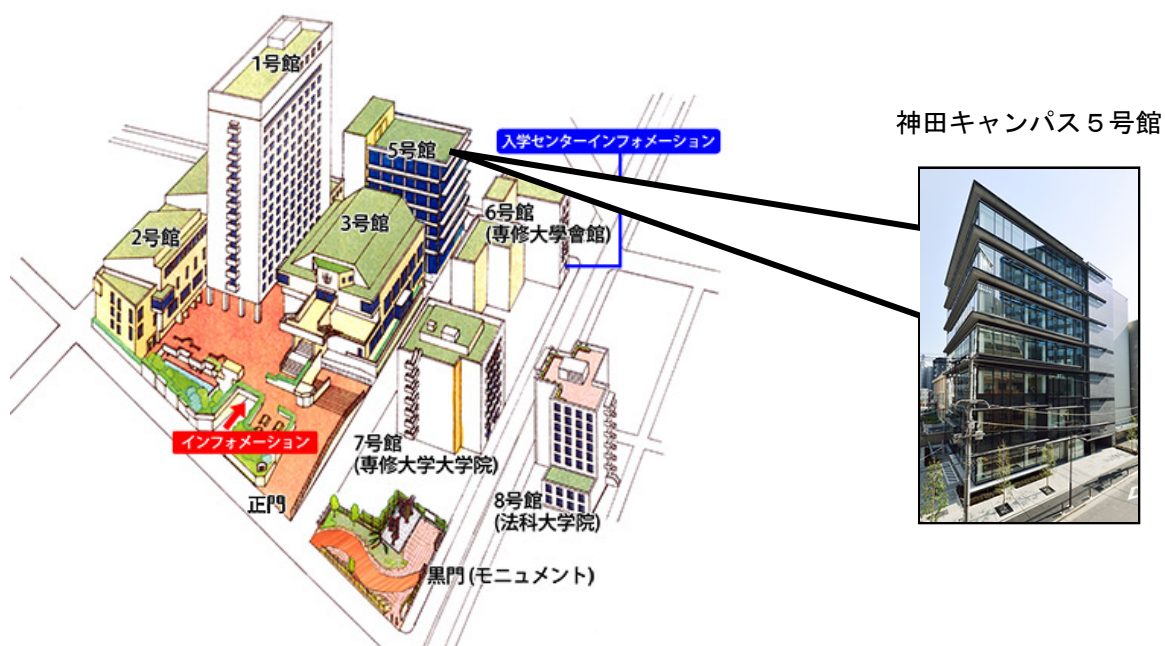 1号館
神田キャンパス５号館
入学センターインフォメーション
5号館
6号館
(専修大學會館)
3号館
2号館
インフォメーション
7号館
(専修大学大学院)
正門
8号館
(法科大学院)
黒門(モニュメント)